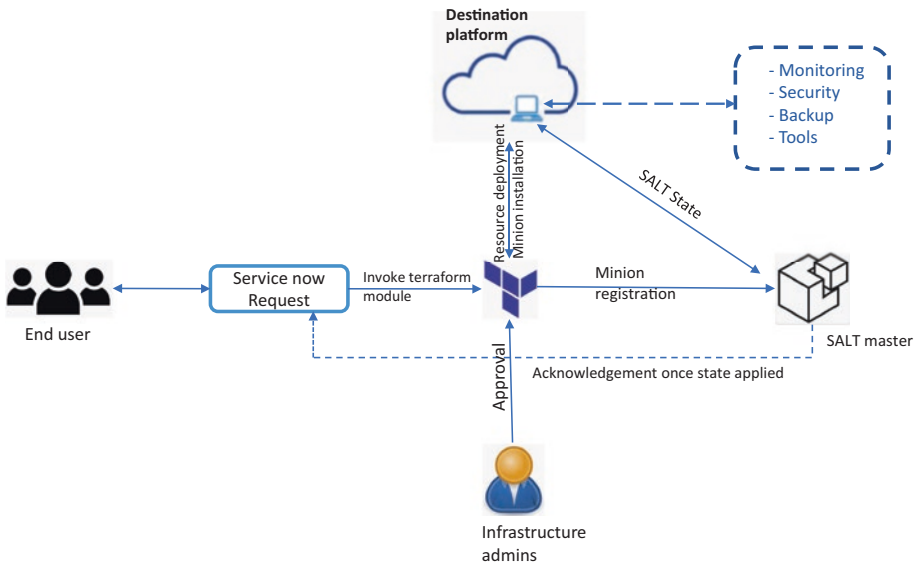 Destination
platform
- Monitoring
- Security
- Backup
- Tools
Resource deployment
Minion installation
SALT State
End user
Service now
Request
Invoke terraform
module
Minion
registration
SALT master
Acknowledgement once state applied
Approval
Infrastructure
admins